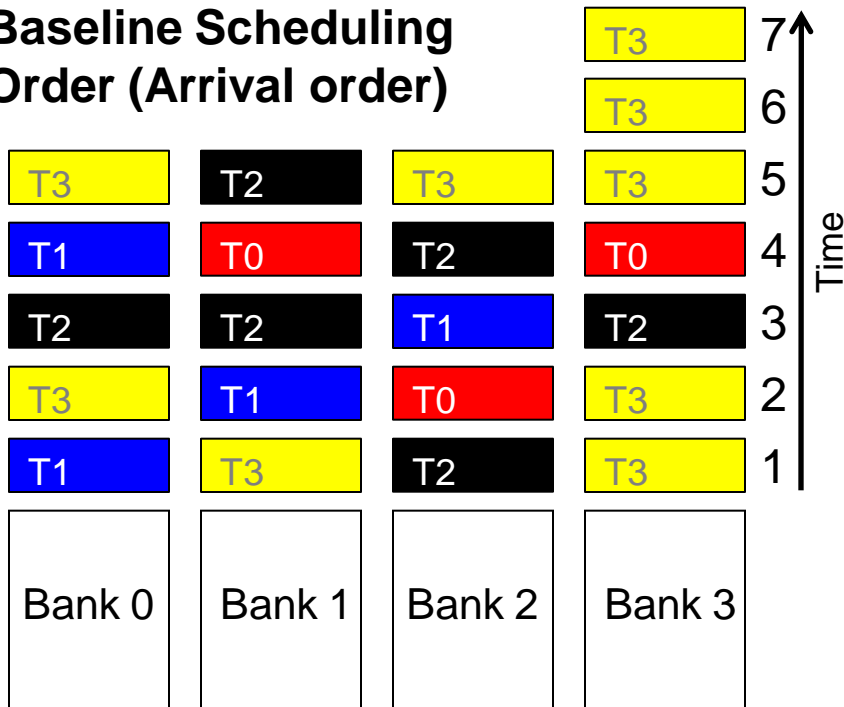 Baseline Scheduling
Order (Arrival order)
T3 7
T3 6
T3 T2 T3 T3 5
T1 T0 T2 T0 4
T2 T2 T1 T2 3
T3 T1 T0 T3 2
T1 T3 T2 T3 1
Time
Bank 0 Bank 1 Bank 2 Bank 3